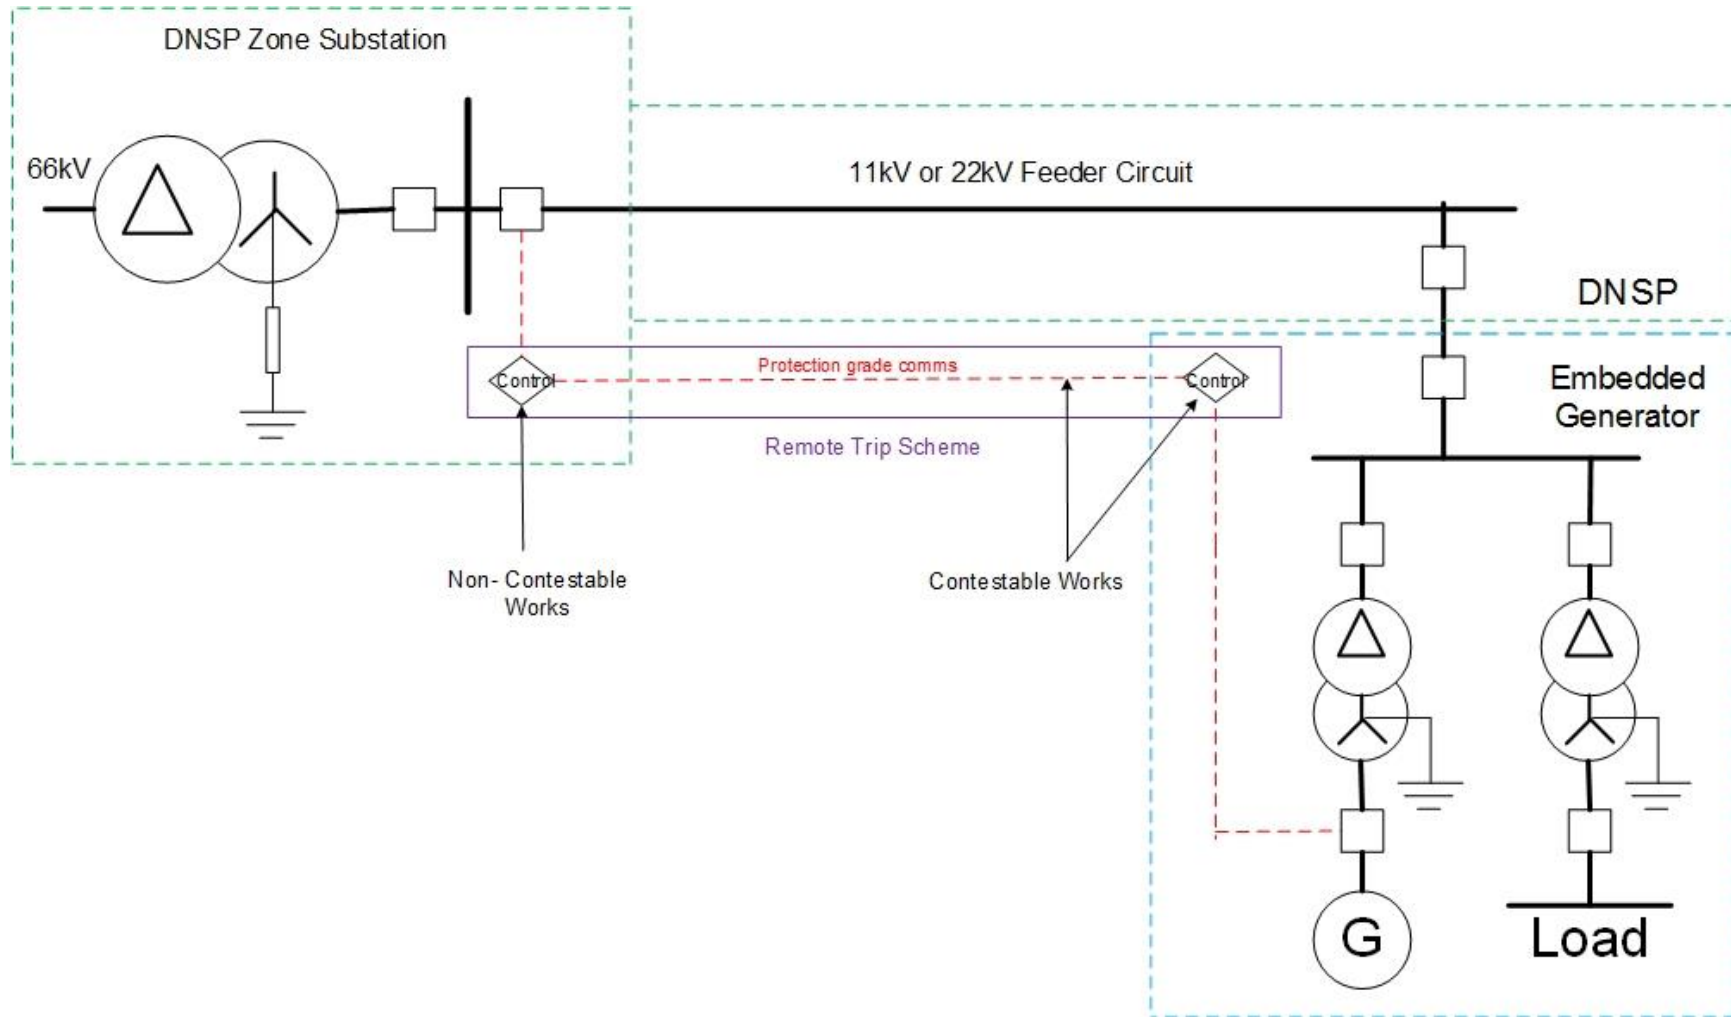 DNSP Zone Substation
66kV
11kV or 22kV Feeder Circuit
DNSP
Protection grade comms
Control
Control
Embedded
Generator
Remote Trip Scheme
Non- Contestable
Works
Contestable Works
G
Load